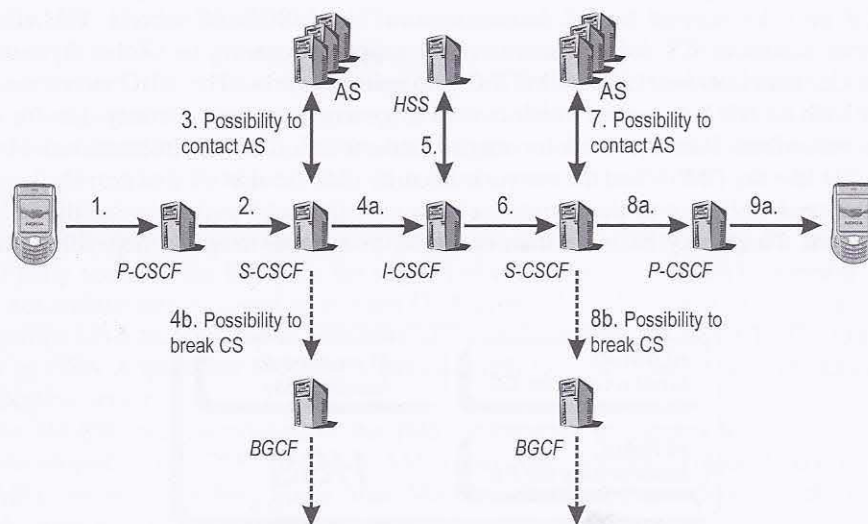 AS
HSS
AS
3. Possibility to
contact AS
5.
7. Possibility to
contact AS
1.
2.
4a.
6.
8a.
9a.
P-CSCF
S-CSCF
I-CSCF
S-CSCF
P-CSCF
4b. Possibility to
break CS
8b. Possibility to
break CS
BGCF
BGCF